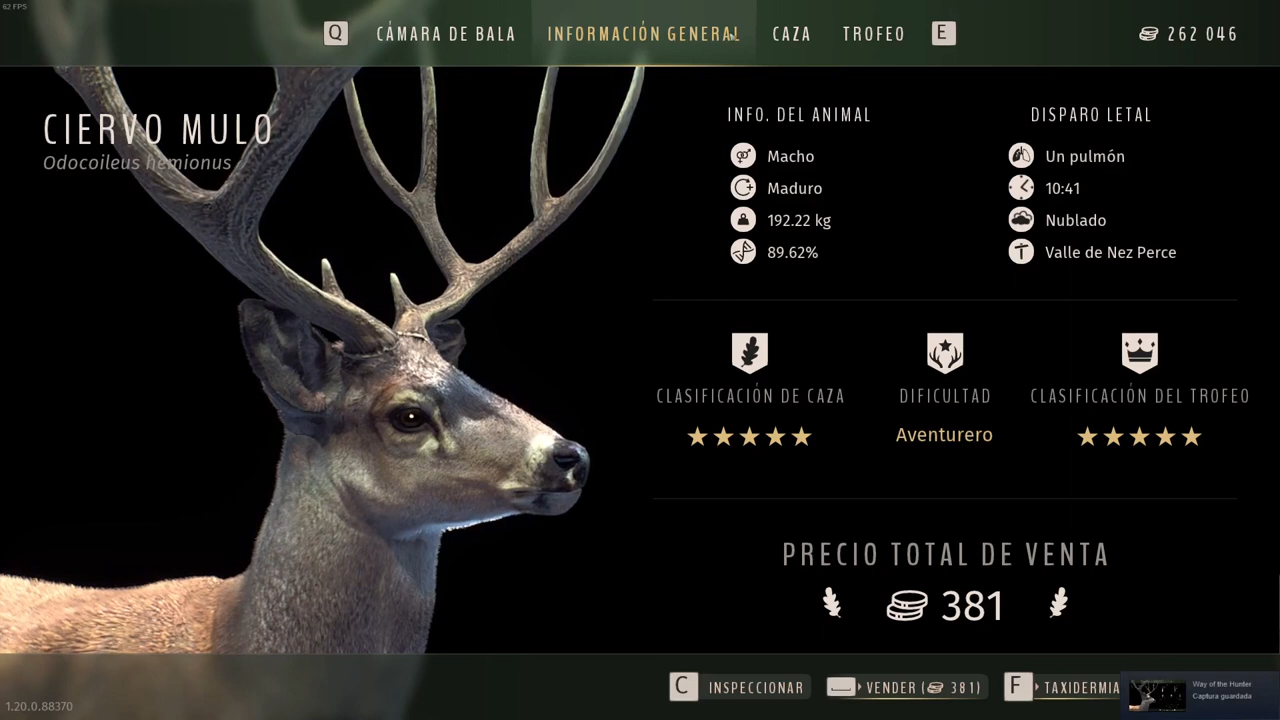 62 FPS
Q CÁMARA DE BALA INFORMACIÓN GENERAL CAZA TROFEO E 262 046
CIERVO MULO
Odocoileus hemionus
INFO. DEL ANIMAL
Macho
Maduro
192.22 kg
89.62%
DISPARO LETAL
Un pulmón
10:41
Nublado
Valle de Nez Perce
CLASIFICACIÓN DE CAZA
DIFICULTAD
Aventurero
CLASIFICACIÓN DEL TROFEO
PRECIO TOTAL DE VENTA
381
C INSPECCIONAR VENDER ( 381) F TAXIDERMIA
Way of the Hunter
Captura guardada
1.20.0.88370